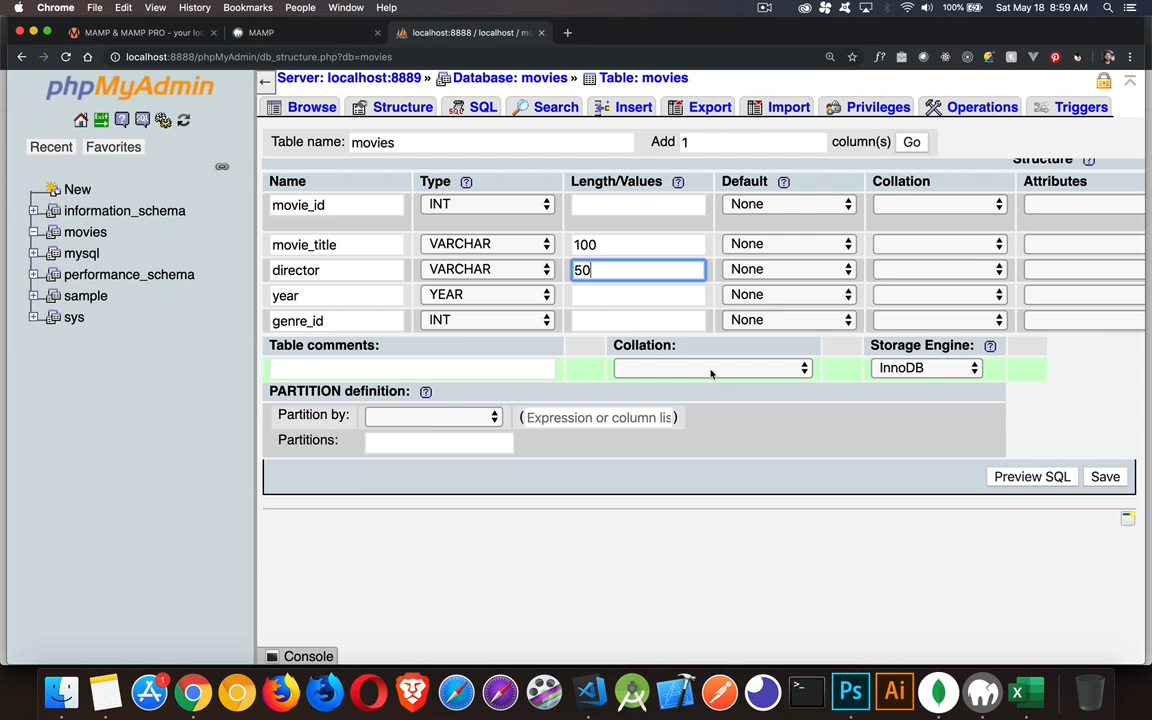 Chrome File Edit View History Bookmarks People Window Help 100% Sat May 18 8:59 AM
MAMP & MAMP PRO - your lo MAMP localhost:8888 / localhost / mo
localhost:8888/phpMyAdmin/db_structure.php?db=movies
phpMyAdmin
Recent Favorites
New
information_schema
movies
mysql
performance_schema
sample
sys
Server: localhost:8889 » Database: movies » Table: movies
Browse Structure SQL Search Insert Export Import Privileges Operations Triggers
Table name: movies Add 1 column(s) Go
Structure
Name Type Length/Values Default Collation Attributes
movie_id INT None
movie_title VARCHAR 100 None
director VARCHAR 50 None
year YEAR None
genre_id INT None
Table comments: Collation: Storage Engine:
InnoDB
PARTITION definition:
Partition by: (Expression or column lis)
Partitions:
Preview SQL Save
Console
1
Ps Ai